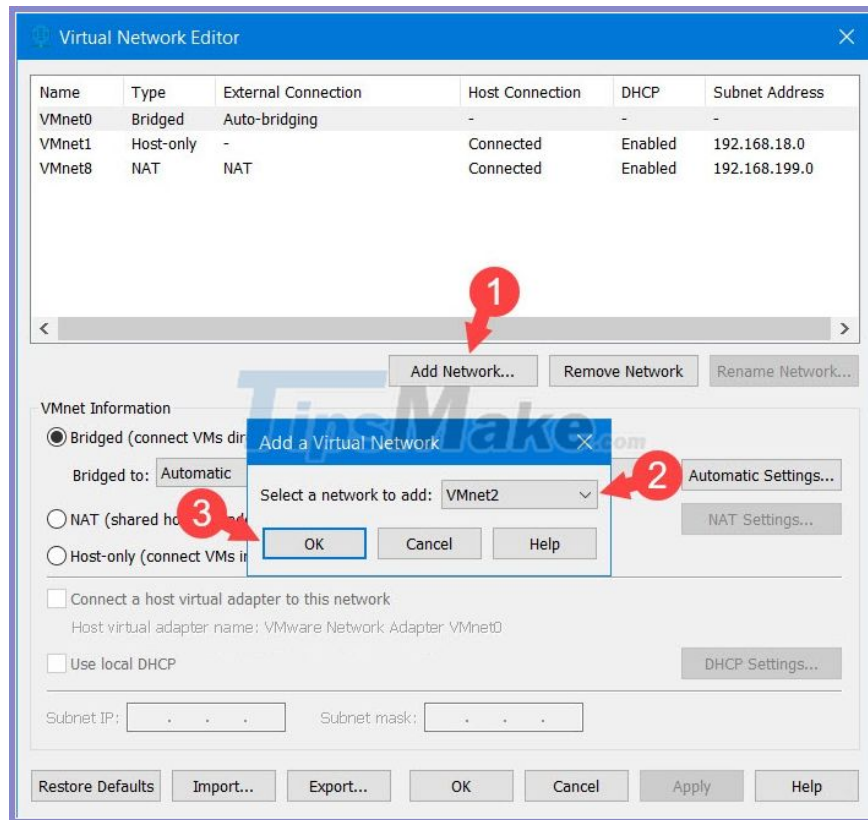 Virtual Network Editor
Name Type External Connection Host Connection DHCP Subnet Address
VMnet0 Bridged Auto-bridging - - -
VMnet1 Host-only - Connected Enabled 192.168.18.0
VMnet8 NAT NAT Connected Enabled 192.168.199.0
1
Add Network... Remove Network Rename Network...
TipsMake.com
VMnet Information
Bridged (connect VMs dir
Add a Virtual Network
Bridged to: Automatic
Automatic Settings...
Select a network to add: VMnet2
2
NAT (shared ho
3
NAT Settings...
OK Cancel Help
Host-only (connect VMs in
Connect a host virtual adapter to this network
Host virtual adapter name: VMware Network Adapter VMnet0
Use local DHCP
DHCP Settings...
Subnet IP: . . . Subnet mask: . . .
Restore Defaults Import... Export... OK Cancel Apply Help